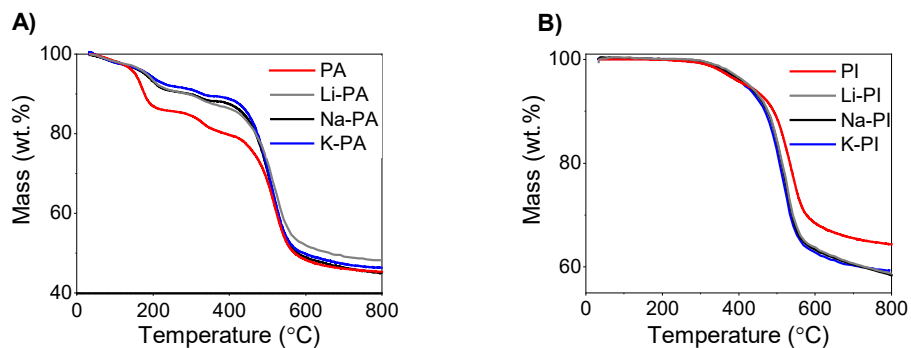 A)
100
80
60
40
0
200
400
600
800
Mass (wt.%)
Temperature (°C)
PA
Li-PA
Na-PA
K-PA
B)
100
80
60
0
200
400
600
800
Mass (wt.%)
Temperature (°C)
PI
Li-PI
Na-PI
K-PI